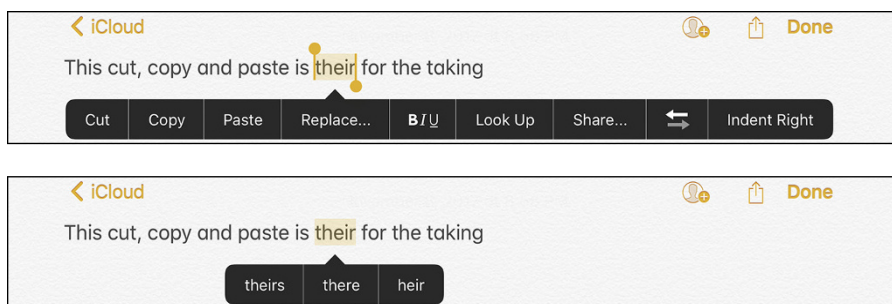 iCloud Done
This cut, copy and paste is their for the taking
Cut Copy Paste Replace... B I U Look Up Share... Indent Right
iCloud Done
This cut, copy and paste is their for the taking
theirs there heir